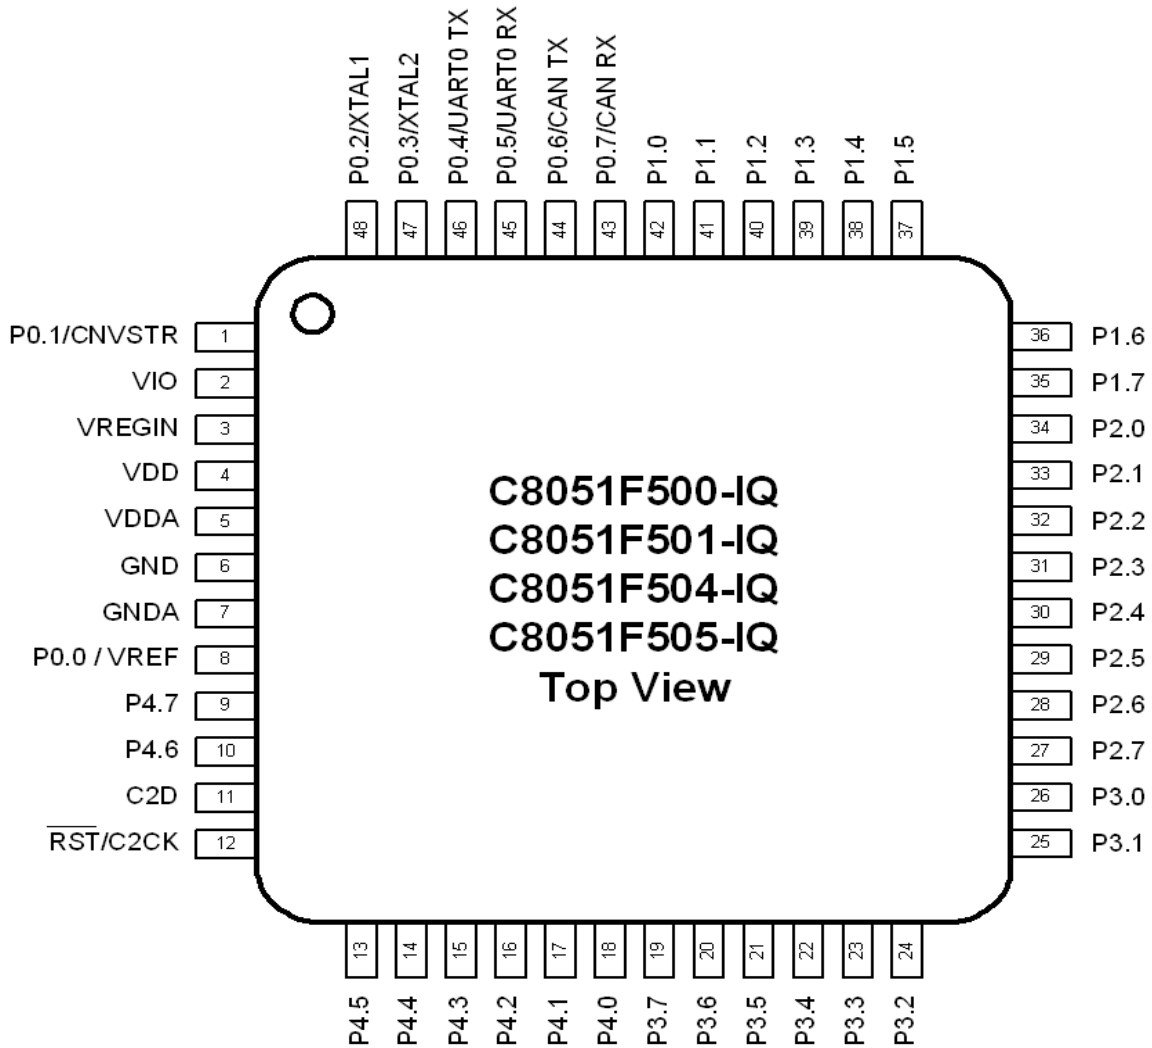 P0.2/XTAL1
P0.3/XTAL2
P0.4/UART0 TX
P0.5/UART0 RX
P0.6/CAN TX
P0.7/CAN RX
P1.0
P1.1
P1.2
P1.3
P1.4
P1.5
48
47
46
45
44
43
42
41
40
39
38
37
P0.1/CNVSTR 1
VIO 2
VREGIN 3
VDD 4
VDDA 5
GND 6
GNDA 7
P0.0 / VREF 8
P4.7 9
P4.6 10
C2D 11
RST/C2CK 12
C8051F500-IQ
C8051F501-IQ
C8051F504-IQ
C8051F505-IQ
Top View
36 P1.6
35 P1.7
34 P2.0
33 P2.1
32 P2.2
31 P2.3
30 P2.4
29 P2.5
28 P2.6
27 P2.7
26 P3.0
25 P3.1
13
14
15
16
17
18
19
20
21
22
23
24
P4.5
P4.4
P4.3
P4.2
P4.1
P4.0
P3.7
P3.6
P3.5
P3.4
P3.3
P3.2